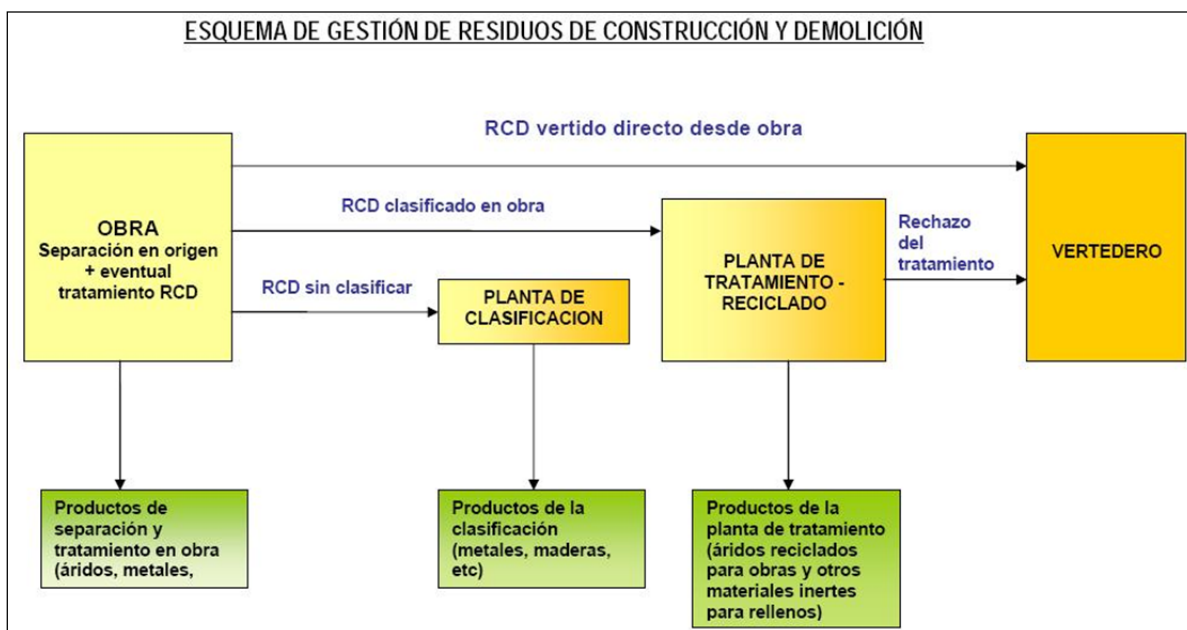 ESQUEMA DE GESTIÓN DE RESIDUOS DE CONSTRUCCIÓN Y DEMOLICIÓN
RCD vertido directo desde obra
OBRA
Separación en origen
+ eventual
tratamiento RCD
RCD clasificado en obra
RCD sin clasificar
PLANTA DE
CLASIFICACION
PLANTA DE
TRATAMIENTO -
RECICLADO
Rechazo
del
tratamiento
VERTEDERO
Productos de
separación y
tratamiento en obra
(áridos, metales,
Productos de la
clasificación
(metales, maderas,
etc)
Productos de la
planta de tratamiento
(áridos reciclados
para obras y otros
materiales inertes
para rellenos)